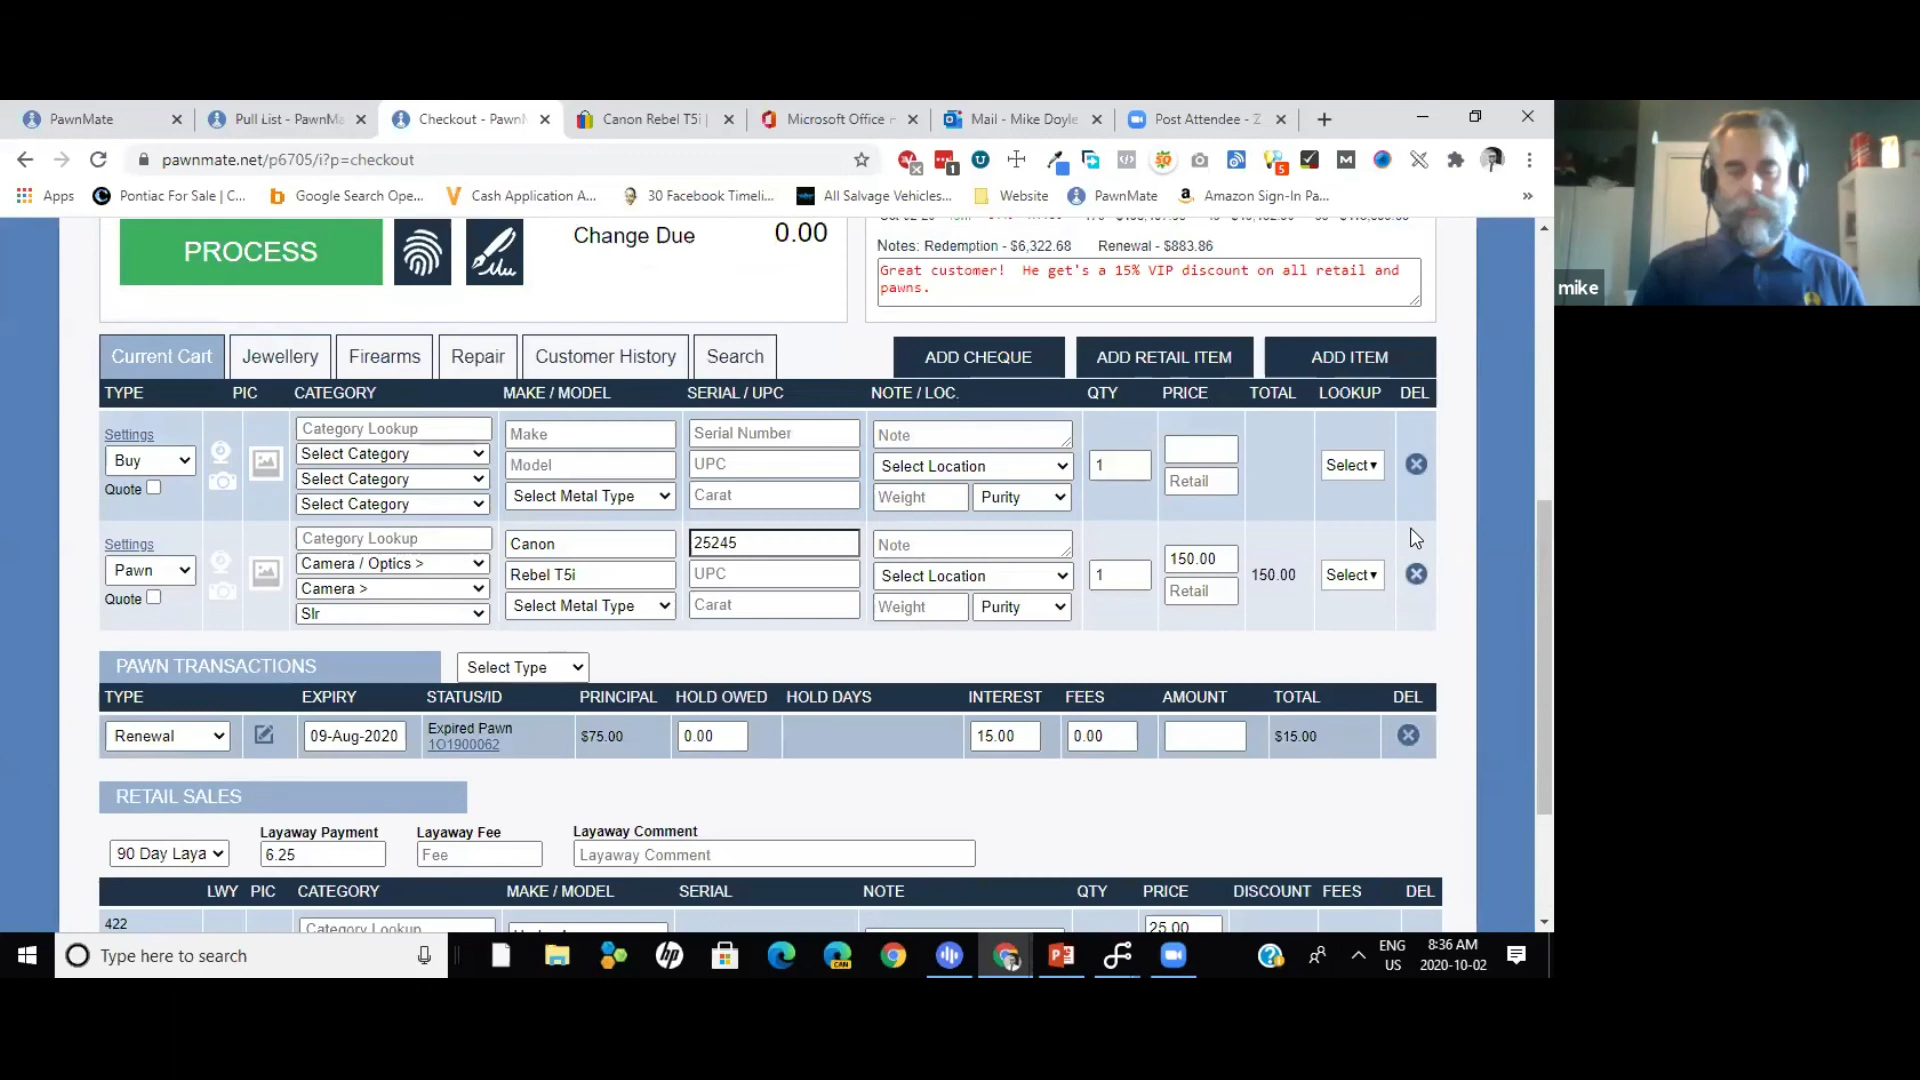 PawnMate
Pull List - PawnMa
Checkout - PawnM
Canon Rebel T5i |
Microsoft Office
Mail - Mike Doyle
Post Attendee - Z
pawnmate.net/p6705/i?p=checkout
Apps
Pontiac For Sale | C...
Google Search Ope...
Cash Application A...
30 Facebook Timeli...
All Salvage Vehicles...
Website
PawnMate
Amazon Sign-In Pa...
PROCESS
Change Due 0.00
Notes: Redemption - $6,322.68 Renewal - $883.86
Great customer! He get's a 15% VIP discount on all retail and
pawns.
mike
Current Cart Jewellery Firearms Repair Customer History Search ADD CHEQUE ADD RETAIL ITEM ADD ITEM
TYPE PIC CATEGORY MAKE / MODEL SERIAL / UPC NOTE / LOC. QTY PRICE TOTAL LOOKUP DEL
Settings Category Lookup Make Serial Number Note
Buy Select Category Model UPC Select Location 1 Retail Select
Quote Select Category Select Metal Type Carat Weight Purity
Select Category
Settings Category Lookup Canon 25245 Note 150.00
Pawn Camera / Optics > Rebel T5i UPC Select Location 1 150.00 Select
Quote Camera > Select Metal Type Carat Weight Purity Retail
Slr
PAWN TRANSACTIONS Select Type
TYPE EXPIRY STATUS/ID PRINCIPAL HOLD OWED HOLD DAYS INTEREST FEES AMOUNT TOTAL DEL
Renewal 09-Aug-2020 Expired Pawn $75.00 0.00 15.00 0.00 $15.00
1O1900062
RETAIL SALES
Layaway Payment Layaway Fee Layaway Comment
90 Day Laya 6.25 Fee Layaway Comment
LWY PIC CATEGORY MAKE / MODEL SERIAL NOTE QTY PRICE DISCOUNT FEES DEL
422 Category Lookup 25.00
Type here to search
ENG
US
8:36 AM
2020-10-02